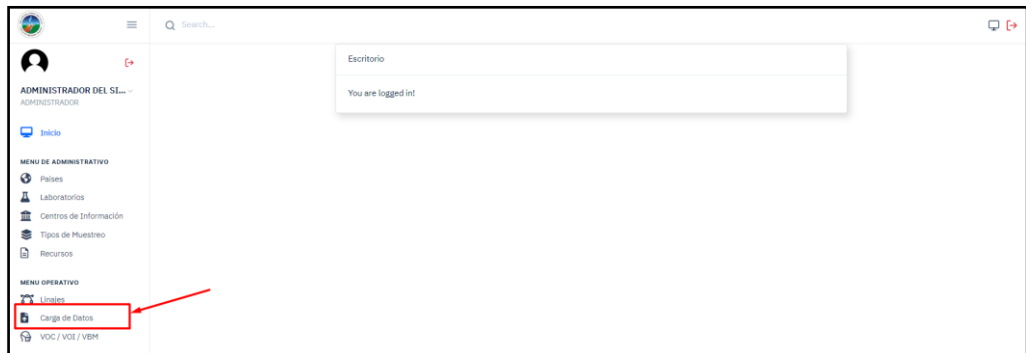 Search...
ADMINISTRADOR DEL SI...
ADMINISTRADOR
Inicio
MENU DE ADMINISTRATIVO
Países
Laboratorios
Centros de Información
Tipos de Muestreo
Recursos
MENU OPERATIVO
Linajes
Carga de Datos
VOC / VOI / VBM
Escritorio
You are logged in!